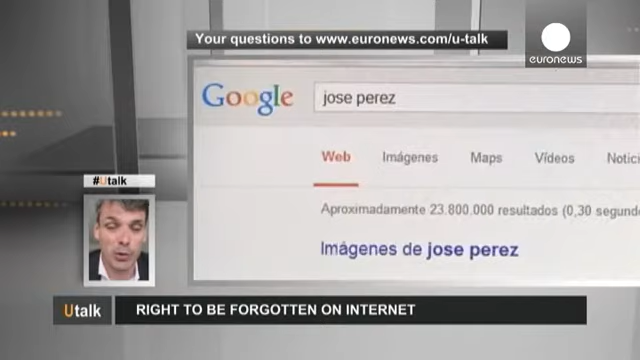 Your questions to www.euronews.com/u-talk
euronews
Google
jose perez
Web Imágenes Maps Vídeos Notici
Aproximadamente 23.800.000 resultados (0,30 segundo
Imágenes de jose perez
#Utalk
Utalk
RIGHT TO BE FORGOTTEN ON INTERNET